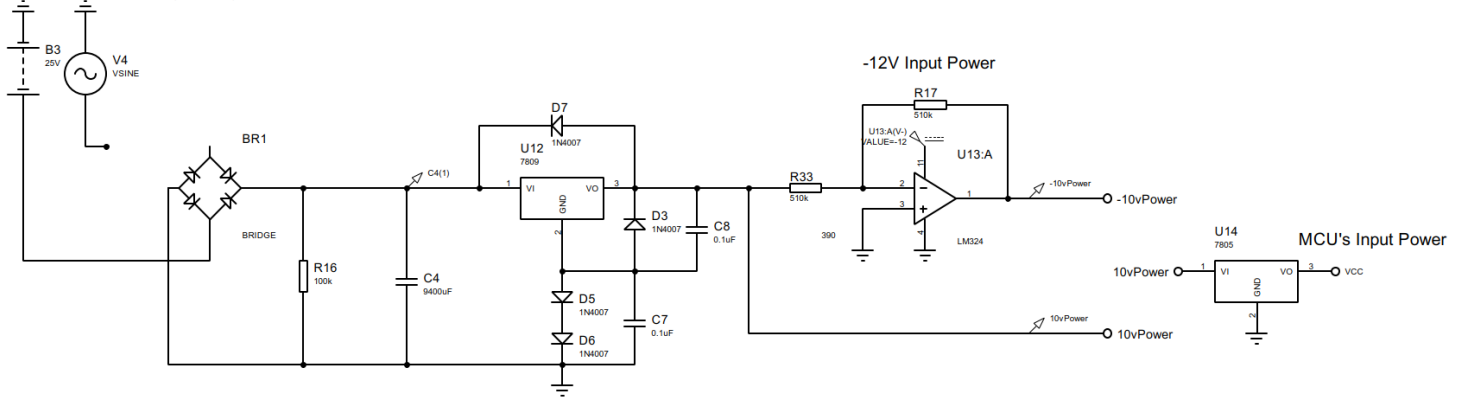 -12V Input Power
B3
25V
V4
VSINE
BR1
BRIDGE
R16
100k
C4(1)
C4
9400uF
D7
1N4007
U12
7809
1
VI
VO
3
GND
2
D3
1N4007
C8
0.1uF
D5
1N4007
D6
1N4007
C7
0.1uF
R33
510k
R17
510k
U13:A(V-)
VALUE=-12
U13:A
11
2
3
1
4
390
LM324
-10vPower
-10vPower
10vPower
10vPower
U14
7805
MCU's Input Power
10vPower
1
VI
VO
3
VCC
GND
2